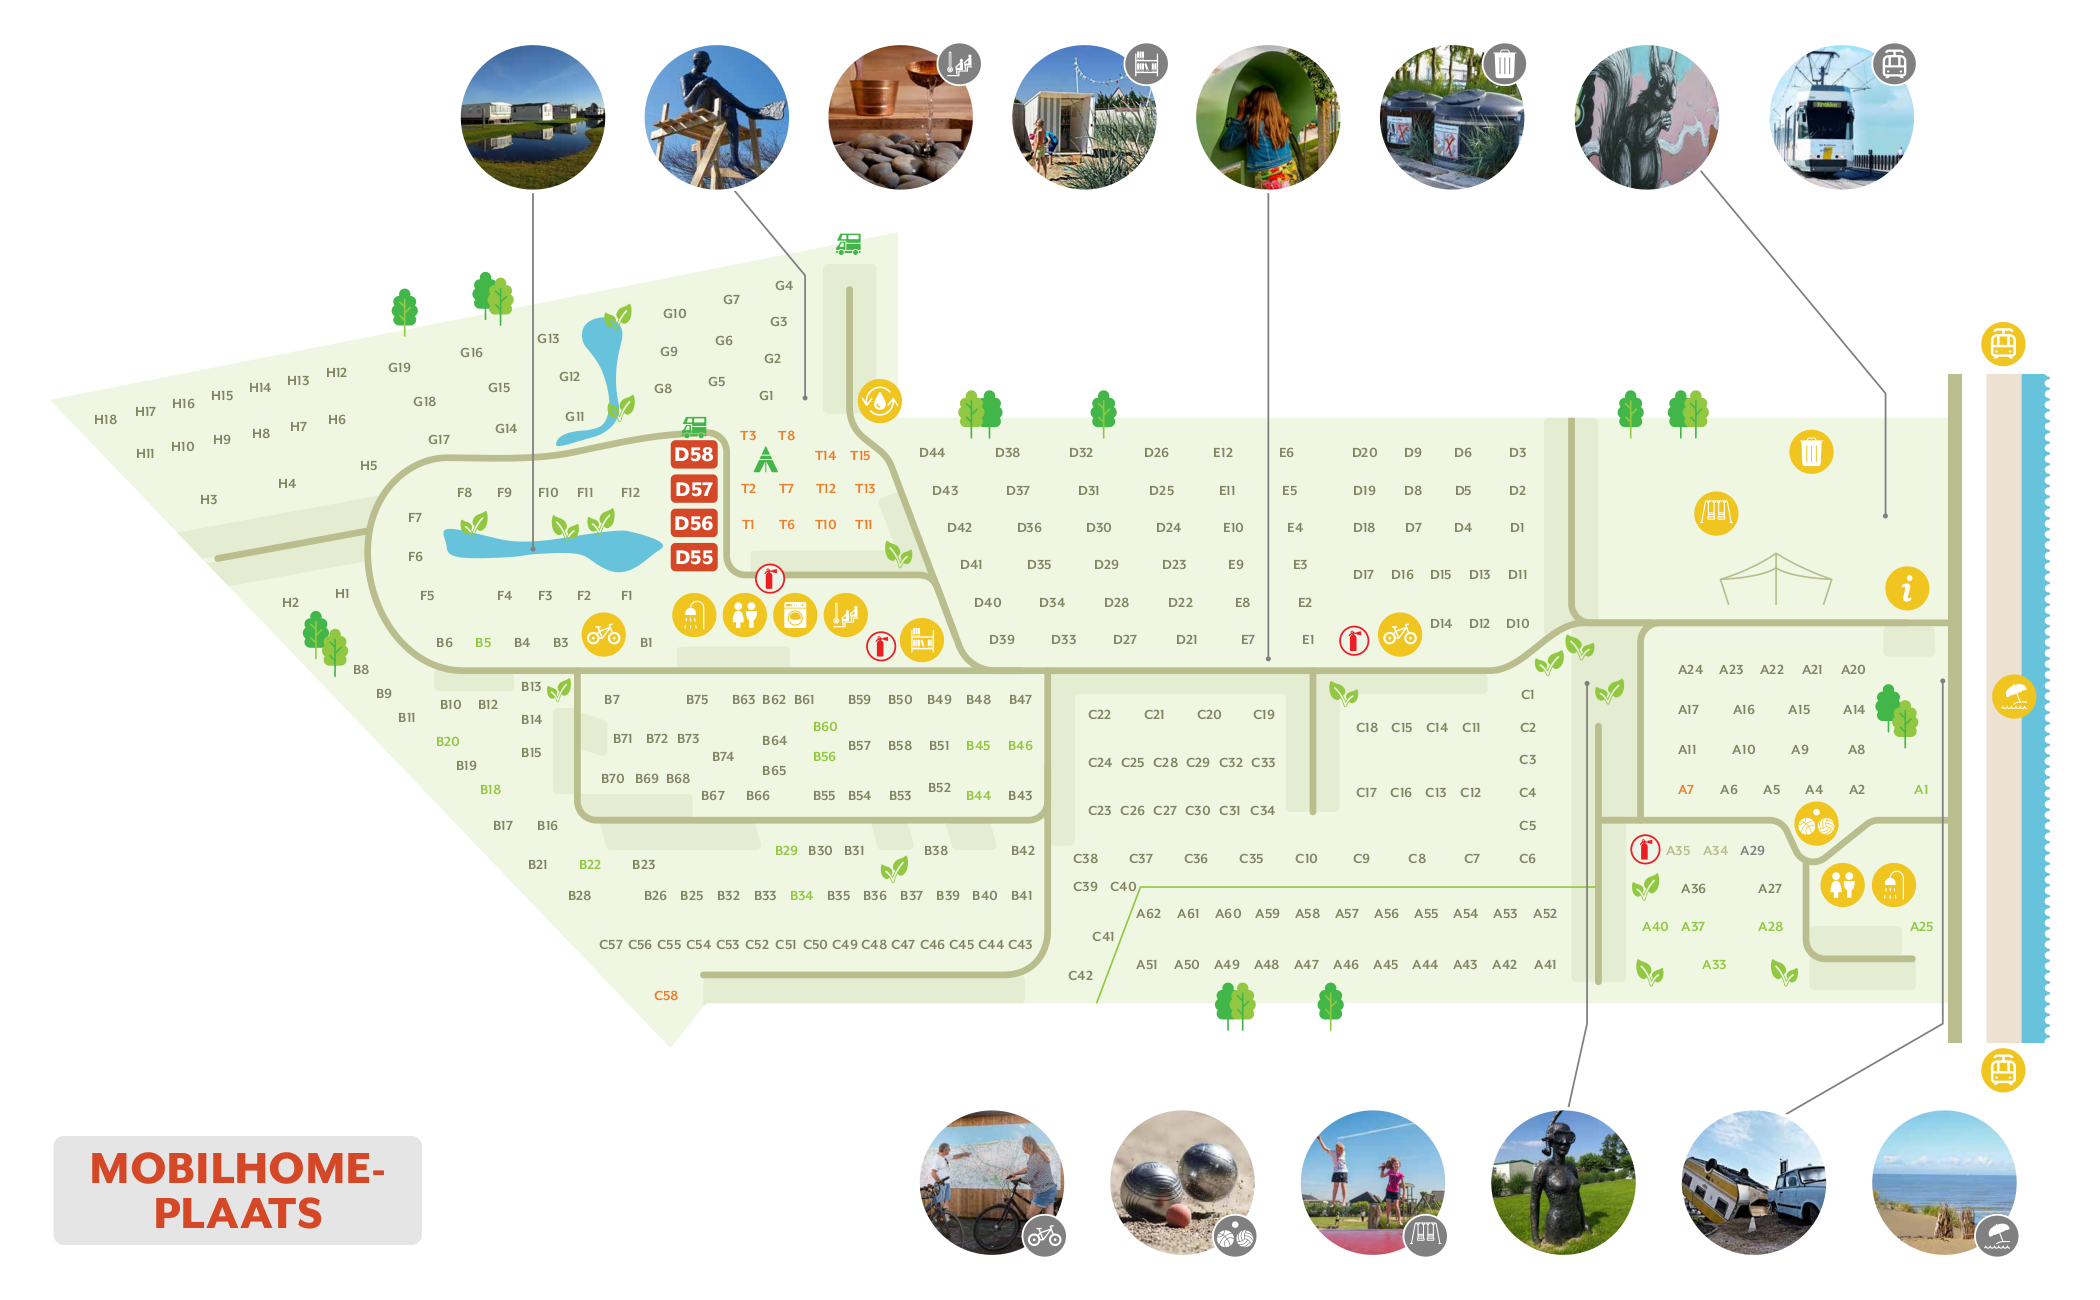 G4
G7
G10
G3
G13
G6
G16
G9
G2
G19
H12
G12
G5
H13
G8
H14
G15
G1
H15
G18
H16
H17
G11
H18
H6
H7
G14
H8
H9
G17
H10
H11
H5
H4
H3
T3 T8
T14 T15
T2 T7 T12 T13
T1 T6 T10 T11
D58
D57
D56
D55
F8 F9 F10 F11 F12
F7
F6
F5 F4 F3 F2 F1
H1
H2
B6 B5 B4 B3 B1
D44 D38 D32 D26 E12 E6 D20 D9 D6 D3
D43 D37 D31 D25 E11 E5 D19 D8 D5 D2
D42 D36 D30 D24 E10 E4 D18 D7 D4 D1
D41 D35 D29 D23 E9 E3
D17 D16 D15 D13 D11
D40 D34 D28 D22 E8 E2
D14 D12 D10
D39 D33 D27 D21 E7 E1
i
B8
B9
B11
B10 B12
B13
B14
B15
B20
B19
B18
B17 B16
B21 B22 B23
B28
B7 B75 B63 B62 B61 B59 B50 B49 B48 B47
B60
B71 B72 B73 B64
B74 B56 B57 B58 B51 B45 B46
B70 B69 B68 B65
B67 B66 B55 B54 B53 B52 B44 B43
B29 B30 B31 B38 B42
B26 B25 B32 B33 B34 B35 B36 B37 B39 B40 B41
C57 C56 C55 C54 C53 C52 C51 C50 C49 C48 C47 C46 C45 C44 C43
C58
C22 C21 C20 C19
C24 C25 C28 C29 C32 C33
C23 C26 C27 C30 C31 C34
C38 C37 C36 C35 C10 C9 C8 C7 C6
C39 C40
C41
C42
C1
C18 C15 C14 C11 C2
C3
C17 C16 C13 C12 C4
C5
A62 A61 A60 A59 A58 A57 A56 A55 A54 A53 A52
A51 A50 A49 A48 A47 A46 A45 A44 A43 A42 A41
A24 A23 A22 A21 A20
A17 A16 A15 A14
A11 A10 A9 A8
A7 A6 A5 A4 A2 A1
A35 A34 A29
A36 A27
A40 A37 A28 A25
A33
MOBILHOME-
PLAATS